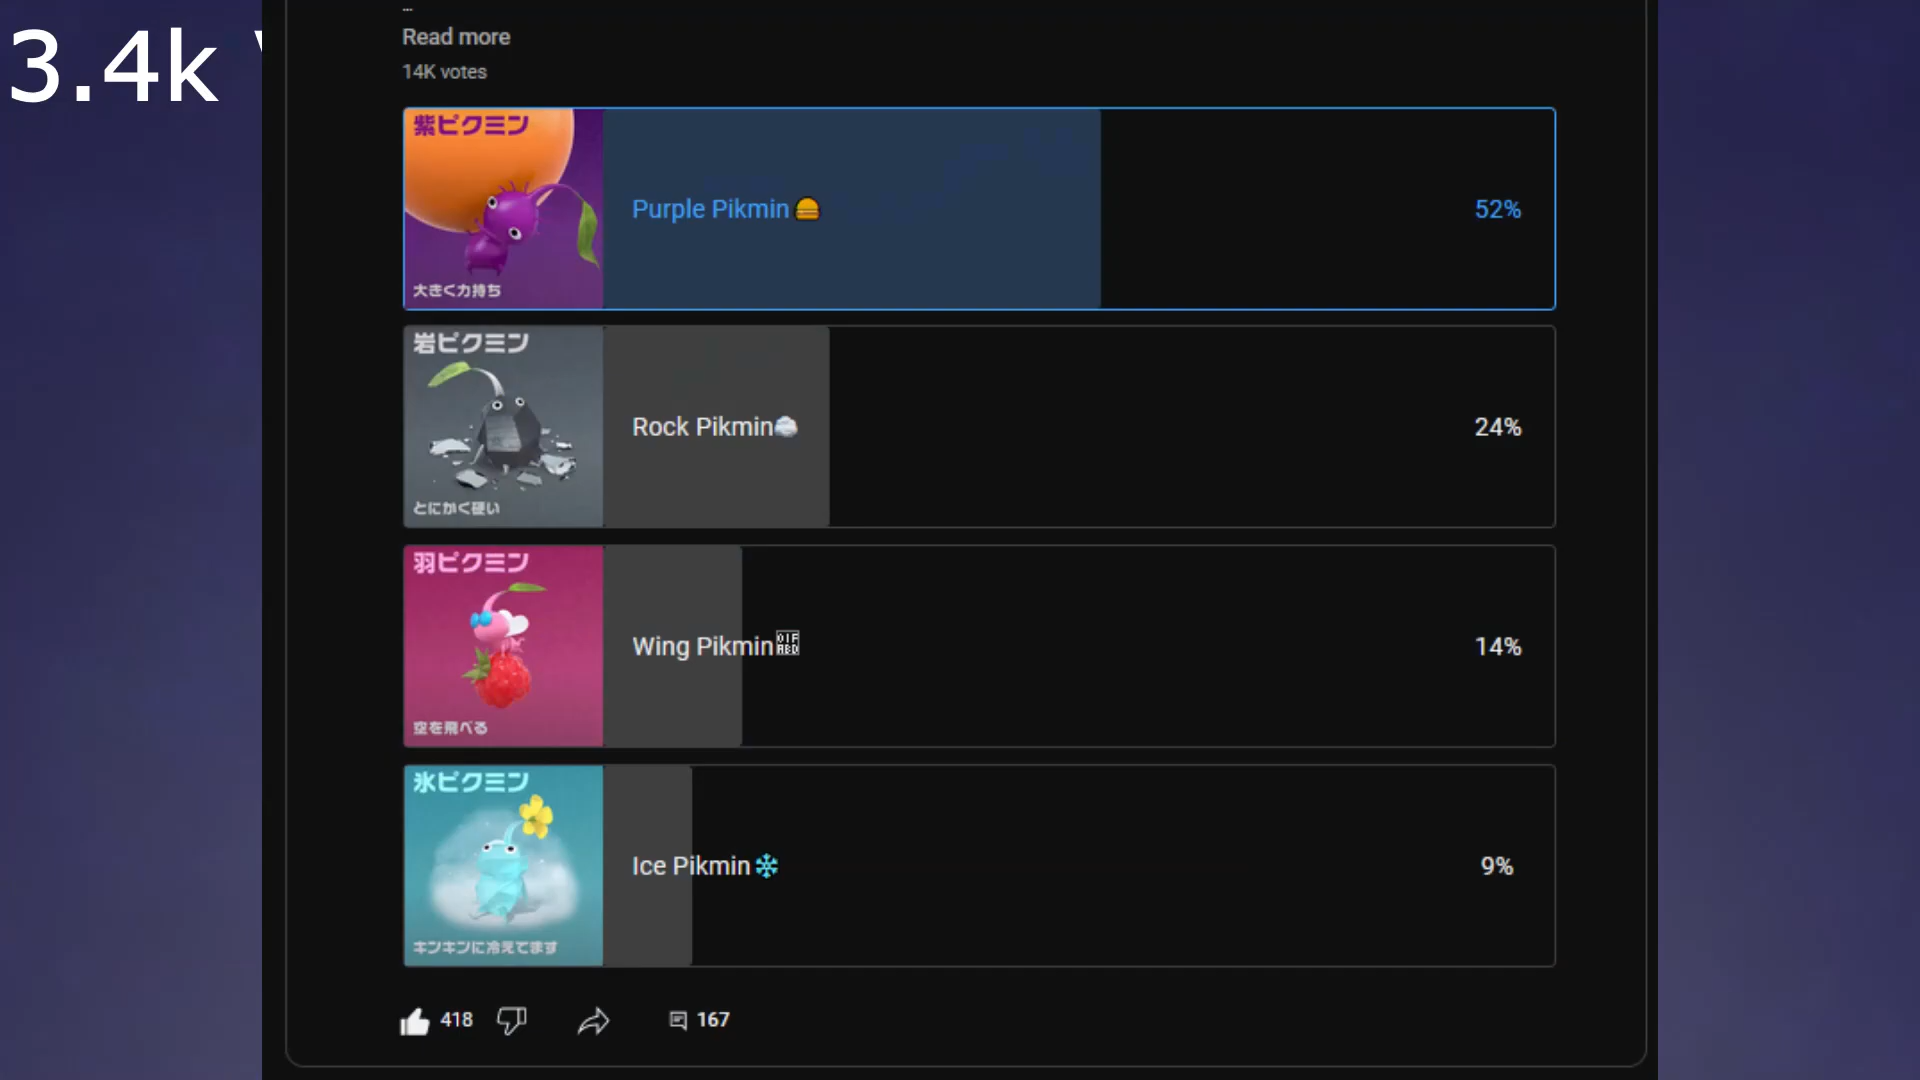 3.4k
...
Read more
14K votes
紫ピクミン
Purple Pikmin🍔
52%
大きく力持ち
岩ピクミン
Rock Pikmin
24%
とにかく硬い
羽ピクミン
Wing Pikmin
14%
空を飛べる
氷ピクミン
Ice Pikmin❄
9%
キンキンに冷えてます
418
167